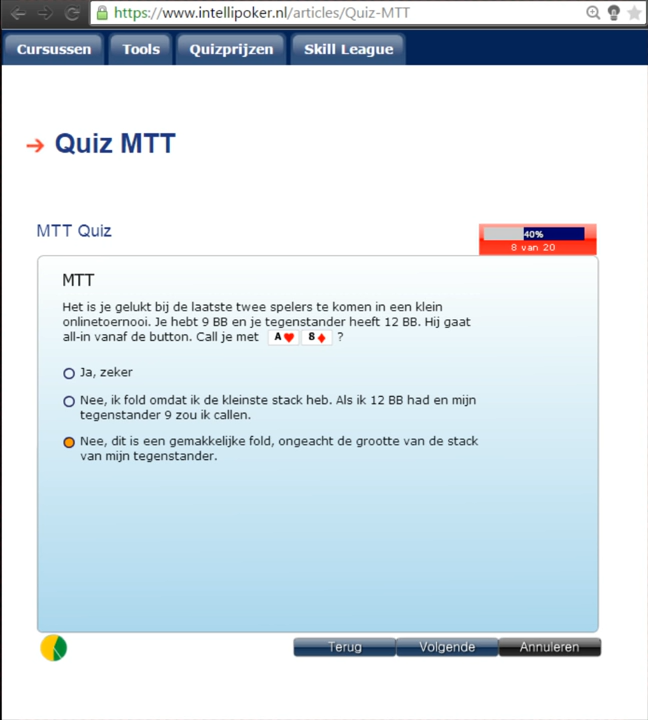 https://www.intellipoker.nl/articles/Quiz-MTT
Cursussen Tools Quizprijzen Skill League
Quiz MTT
MTT Quiz
40%
8 van 20
MTT
Het is je gelukt bij de laatste twee spelers te komen in een klein
onlinetoernooi. Je hebt 9 BB en je tegenstander heeft 12 BB. Hij gaat
all-in vanaf de button. Call je met A♥ 8♦ ?
Ja, zeker
Nee, ik fold omdat ik de kleinste stack heb. Als ik 12 BB had en mijn
tegenstander 9 zou ik callen.
Nee, dit is een gemakkelijke fold, ongeacht de grootte van de stack
van mijn tegenstander.
Terug Volgende Annuleren